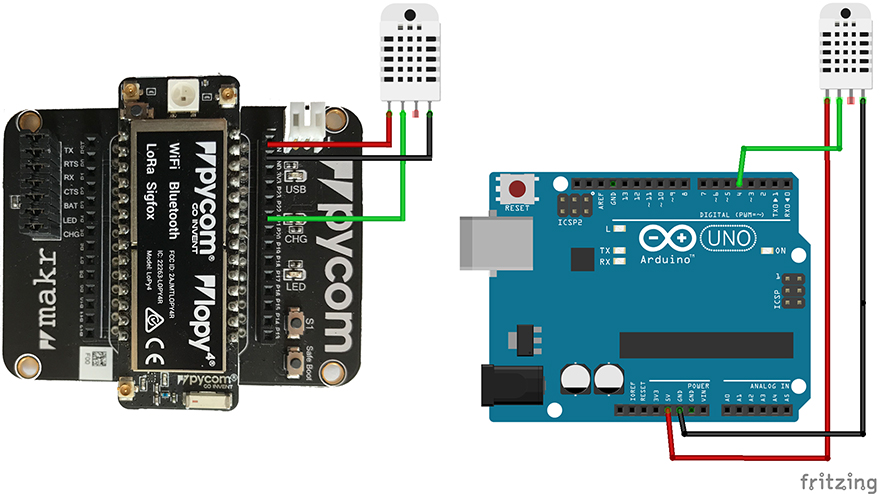 TX
RTS
RX
CTS
BAT
LED
CHG
makr
WiFi Bluetooth
LoRa Sigfox
pycom®
GO INVENT
lopy4®
FCC ID: 2AJMTLOPY4R
IC: 22263-LOPY4R
Model: LoPy4
CE
pycom
GO INVENT
USB
CHG
LED
S1
Safe Boot
pycom
RESET
ICSP2
AREF
GND
13
12
~11
~10
~9
8
7
~6
~5
4
~3
2
TX0▶1
RX0◀0
DIGITAL (PWM=~)
L
TX
RX
Arduino™
UNO
ON
1
ICSP
IOREF
RESET
3V3
5V
GND
GND
VIN
POWER
ANALOG IN
A0
A1
A2
A3
A4
A5
fritzing